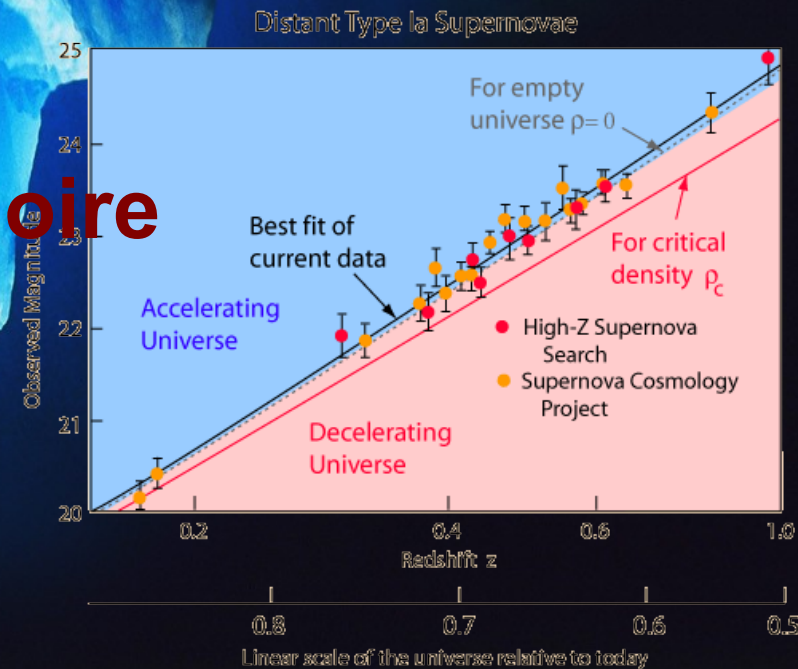 Distant Type Ia Supernovae
25
24
23
22
21
20
Observed Magnitude
oire
For empty
universe ρ= 0
Best fit of
current data
For critical
density ρc
Accelerating
Universe
High-Z Supernova
Search
Supernova Cosmology
Project
Decelerating
Universe
0.2
0.4
0.6
1.0
Redshift z
0.8
0.7
0.6
0.5
Linear scale of the universe relative to today